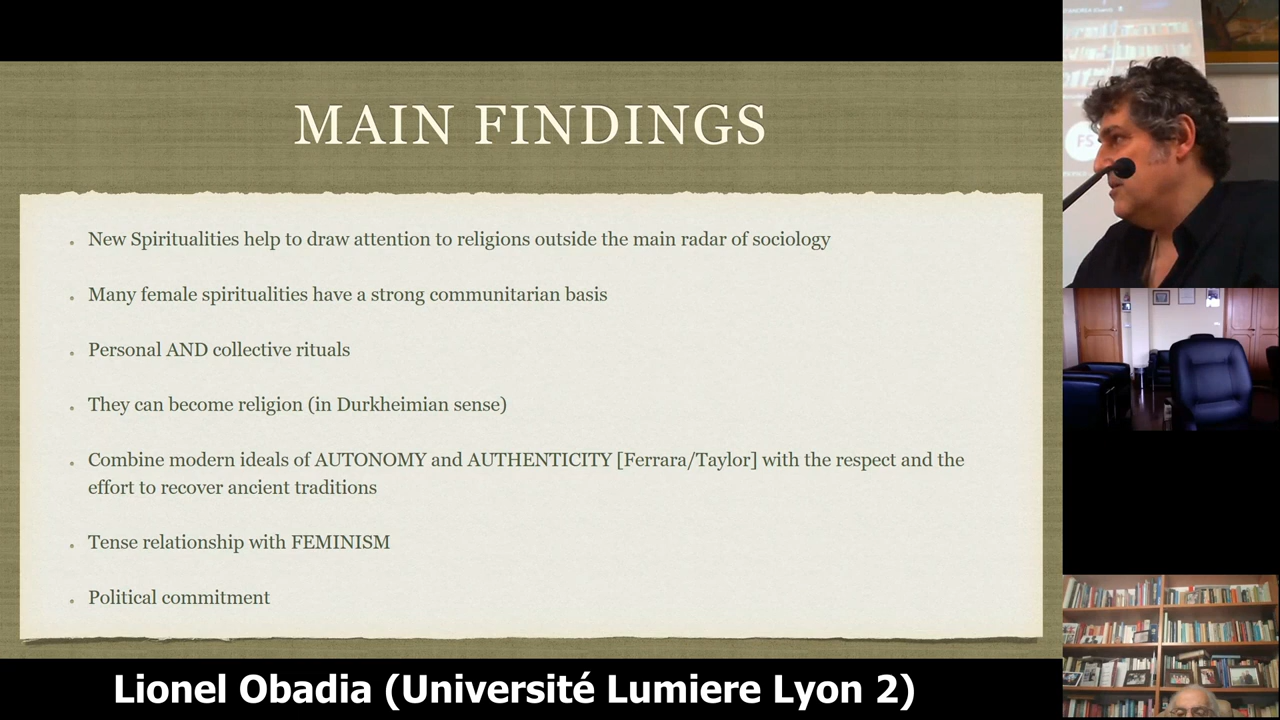 MAIN FINDINGS
New Spiritualities help to draw attention to religions outside the main radar of sociology
Many female spiritualities have a strong communitarian basis
Personal AND collective rituals
They can become religion (in Durkheimian sense)
Combine modern ideals of AUTONOMY and AUTHENTICITY [Ferrara/Taylor] with the respect and the
effort to recover ancient traditions
Tense relationship with FEMINISM
Political commitment
Lionel Obadia (Université Lumiere Lyon 2)
FS